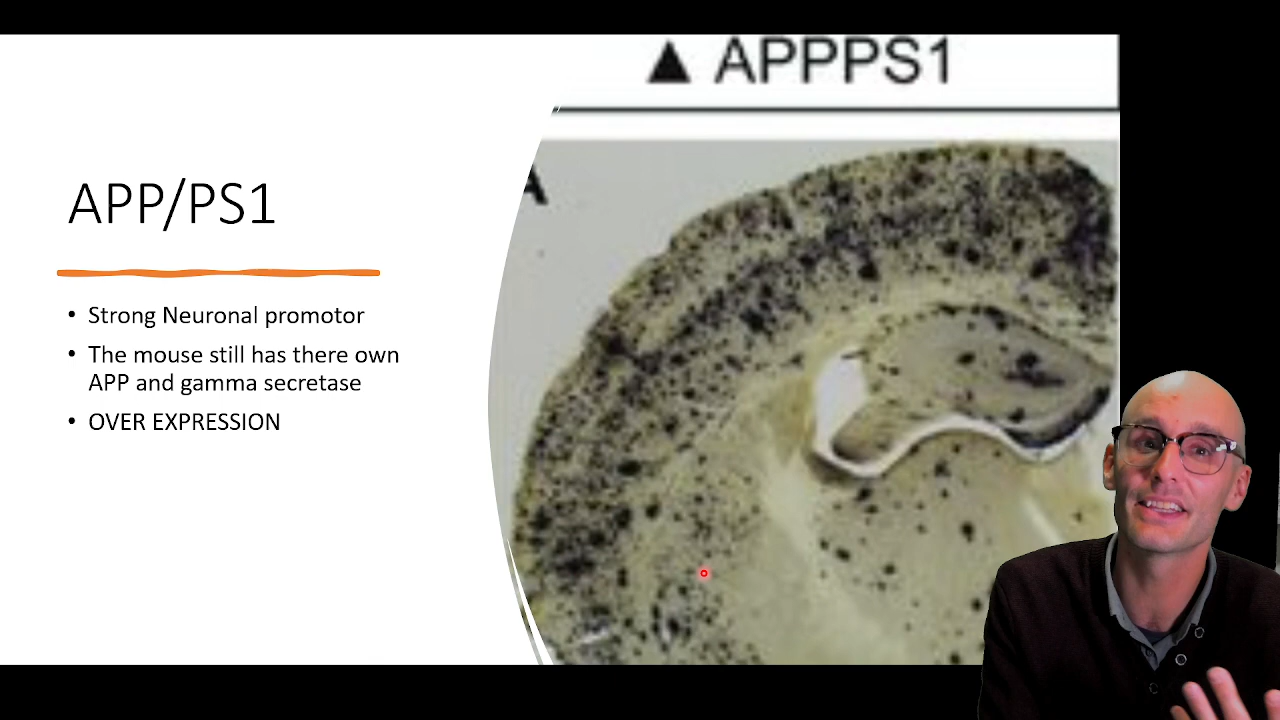 ▲ APPPS1
A
APP/PS1
• Strong Neuronal promotor
• The mouse still has there own
APP and gamma secretase
• OVER EXPRESSION